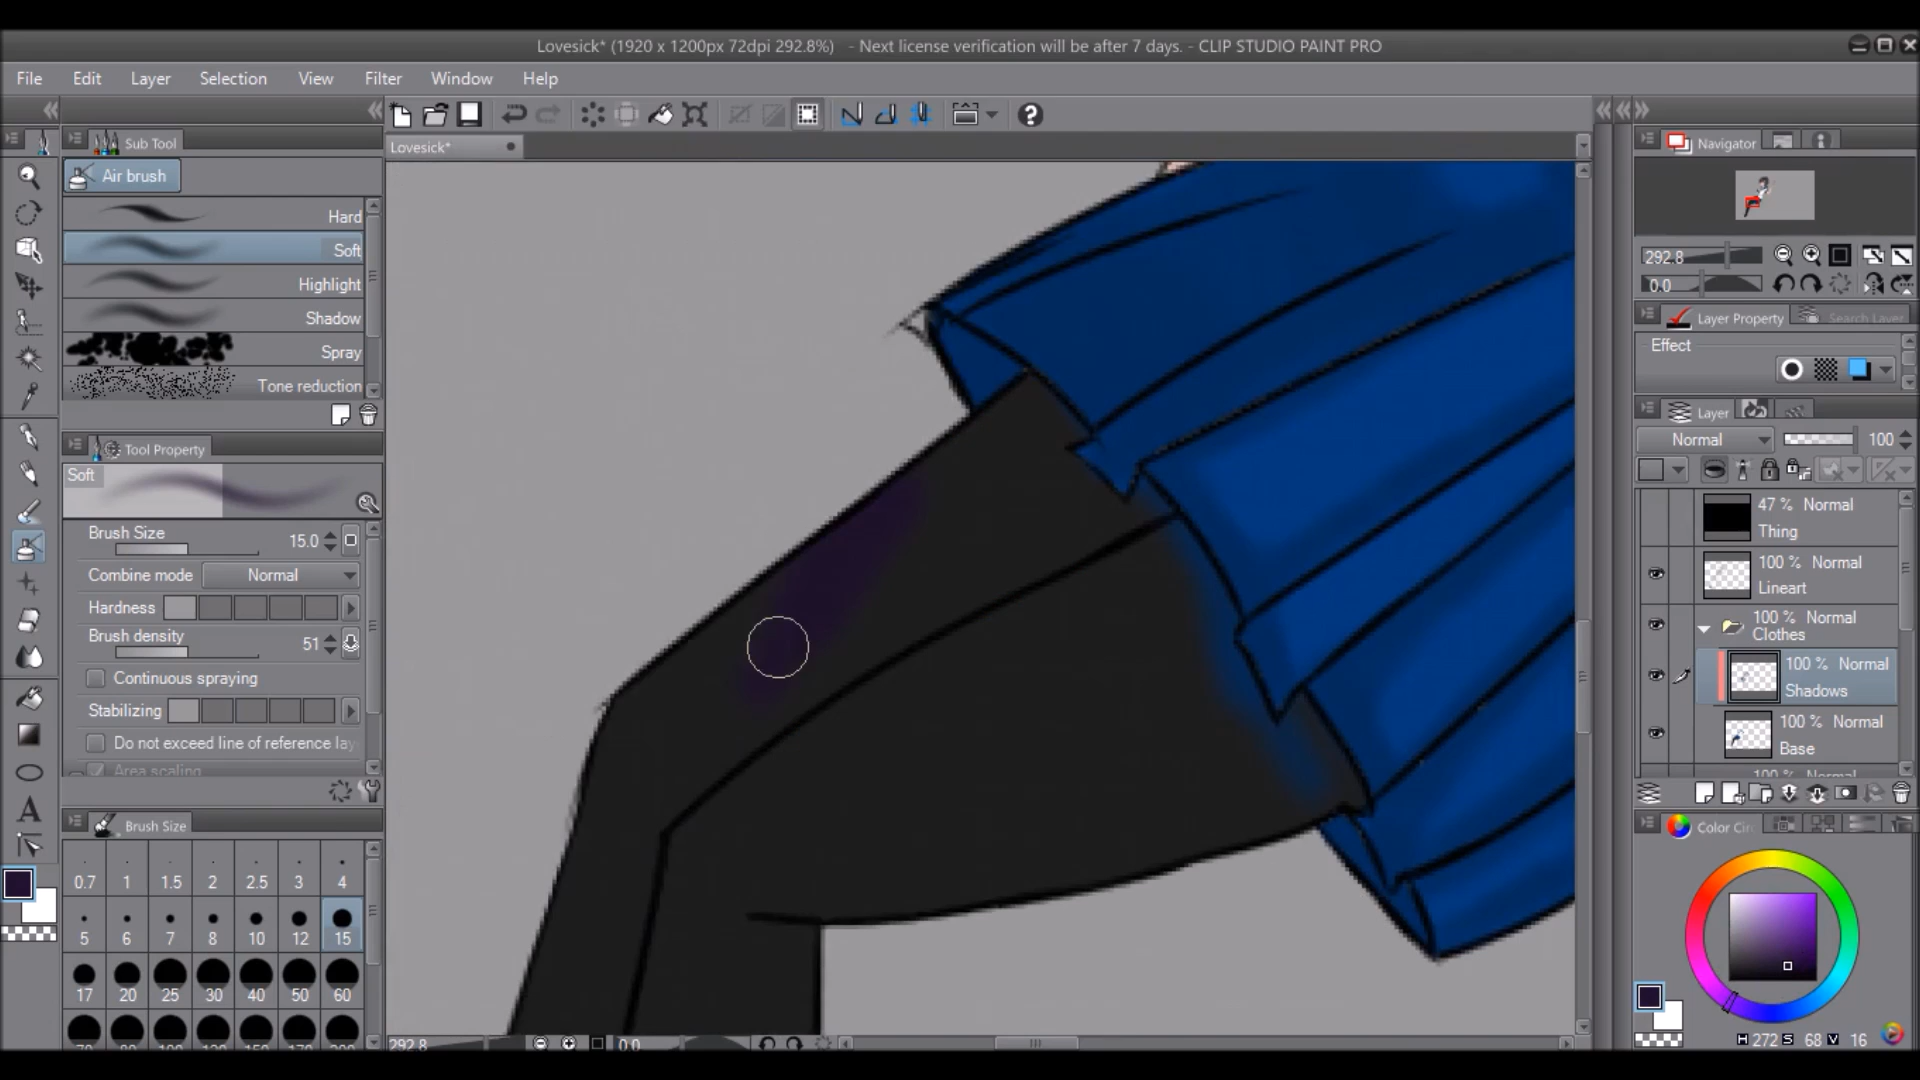 Lovesick* (1920 x 1200px 72dpi 292.8%) - Next license verification will be after 7 days. - CLIP STUDIO PAINT PRO
File Edit Layer Selection View Filter Window Help
Sub Tool
Lovesick*
Air brush
Hard
Soft
Highlight
Shadow
Spray
Tone reduction
Tool Property
Soft
Brush Size 15.0
Combine mode Normal
Hardness
Brush density 51
Continuous spraying
Stabilizing
Do not exceed line of reference lay
Area scaling
Brush Size
0.7 1 1.5 2 2.5 3 4
5 6 7 8 10 12 15
17 20 25 30 40 50 60
292.8 0.0
Navigator
292.8
0.0
Layer Property Search Layer
Effect
Layer
Normal 100
47 % Normal
Thing
100 % Normal
Lineart
100 % Normal
Clothes
100 % Normal
Shadows
100 % Normal
Base
100 % Normal
Color Cir
H 272 S 68 V 16